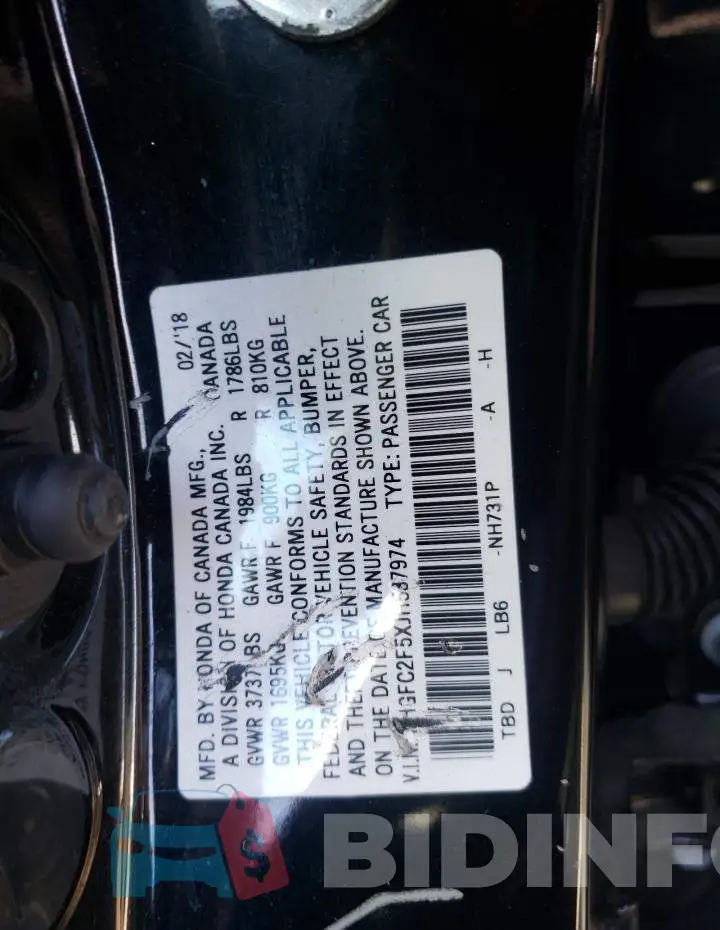 MFD. BY HONDA OF CANADA MFG., 02/'18
A DIVISION OF HONDA CANADA INC. CANADA
GVWR 3737LBS GAWR F 1984LBS R 1786LBS
GVWR 1695KG GAWR F 900KG R 810KG
THIS VEHICLE CONFORMS TO ALL APPLICABLE
FEDERAL MOTOR VEHICLE SAFETY, BUMPER,
AND THEFT PREVENTION STANDARDS IN EFFECT
ON THE DATE OF MANUFACTURE SHOWN ABOVE.
TYPE: PASSENGER CAR
TBD J LB6 -NH731P -A -H
$
BIDINFO